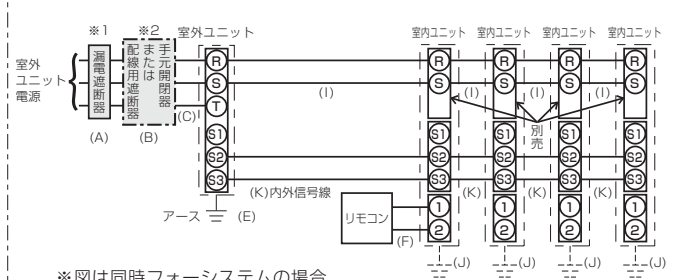 ※1
※2
室外ユニット
室内ユニット
室内ユニット
室内ユニット
室内ユニット
室外
ユニット
電源
漏電遮断器
手元開閉器
または
配線用遮断器
(A)
(B)
(C)
R
S
T
S1
S2
S3
(I)
(I)
(I)
(I)
別売
R
S
S1
S2
S3
1
2
R
S
S1
S2
S3
1
2
R
S
S1
S2
S3
1
2
R
S
S1
S2
S3
1
2
(K)内外信号線
(K)
(K)
(K)
アース
(E)
リモコン
(F)
(J)
(J)
(J)
(J)
※図は同時フォーシステムの場合